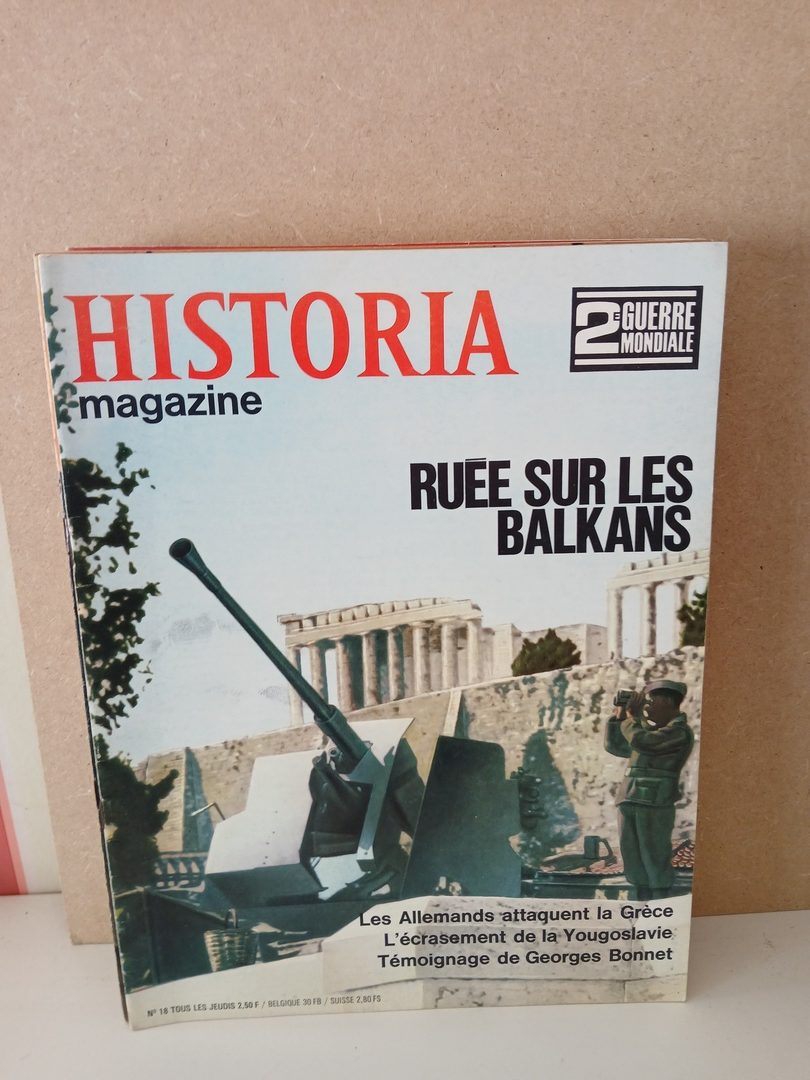 HISTORIA
magazine
2E GUERRE
MONDIALE
RUÉE SUR LES
BALKANS
Les Allemands attaquent la Grèce
L'écrasement de la Yougoslavie
Témoignage de Georges Bonnet
N° 18 TOUS LES JEUDIS 2,50 F / BELGIQUE 30 FB / SUISSE 2,80 FS